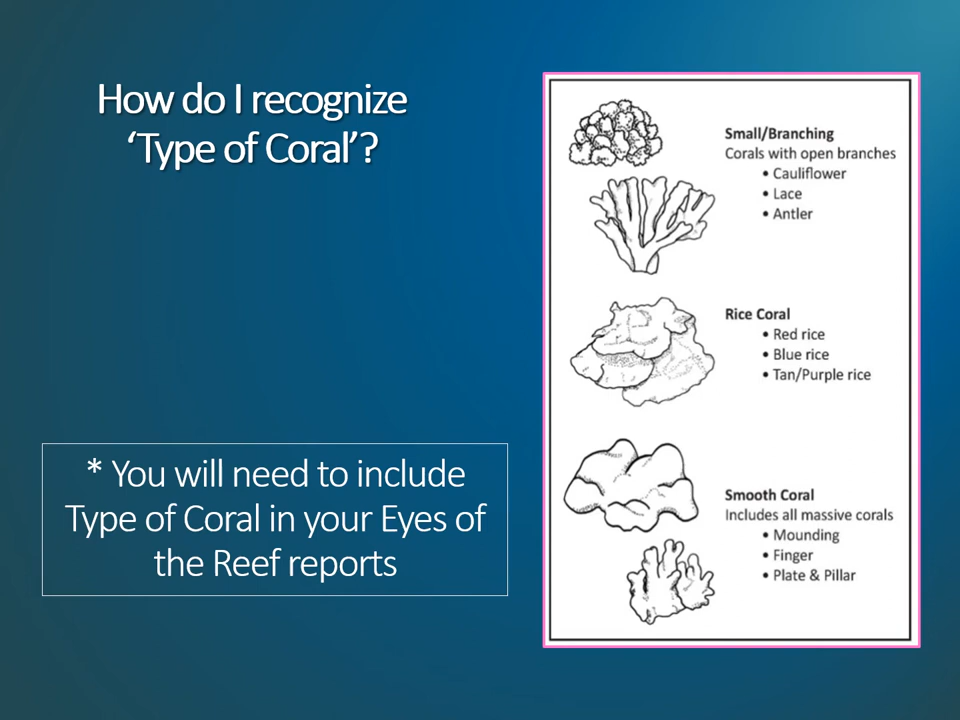 How do I recognize
‘Type of Coral’?
* You will need to include
Type of Coral in your Eyes of
the Reef reports
Small/Branching
Corals with open branches
• Cauliflower
• Lace
• Antler
Rice Coral
• Red rice
• Blue rice
• Tan/Purple rice
Smooth Coral
Includes all massive corals
• Mounding
• Finger
• Plate & Pillar